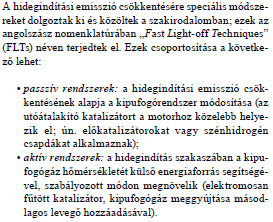 A hidegindítási emisszió csökkentésére speciális módsze-
reket dolgoztak ki és közöltek a szakirodalomban; ezek az
angolszász nomenklatúrában „Fast Light-off Techniques”
(FLTs) néven terjedtek el. Ezek csoportosítása a követke-
ző lehet:
• passzív rendszerek: a hidegindítási emisszió csök-
kentésének alapja a kipufogórendszer módosítása (az
utóátalakító katalizátort a motorhoz közelebb helye-
zik el; ún. előkatalizátorokat vagy szénhidrogén
csapdákat alkalmaznak);
• aktív rendszerek: a hidegindítás szakaszában a kipu-
fogógáz hőmérsékletét külső energiaforrás segítségé-
vel, szabályozott módon megnövelik (elektromosan
fűtött katalizátor, kipufogógáz meggyújtása másod-
lagos levegő hozzáadásával).